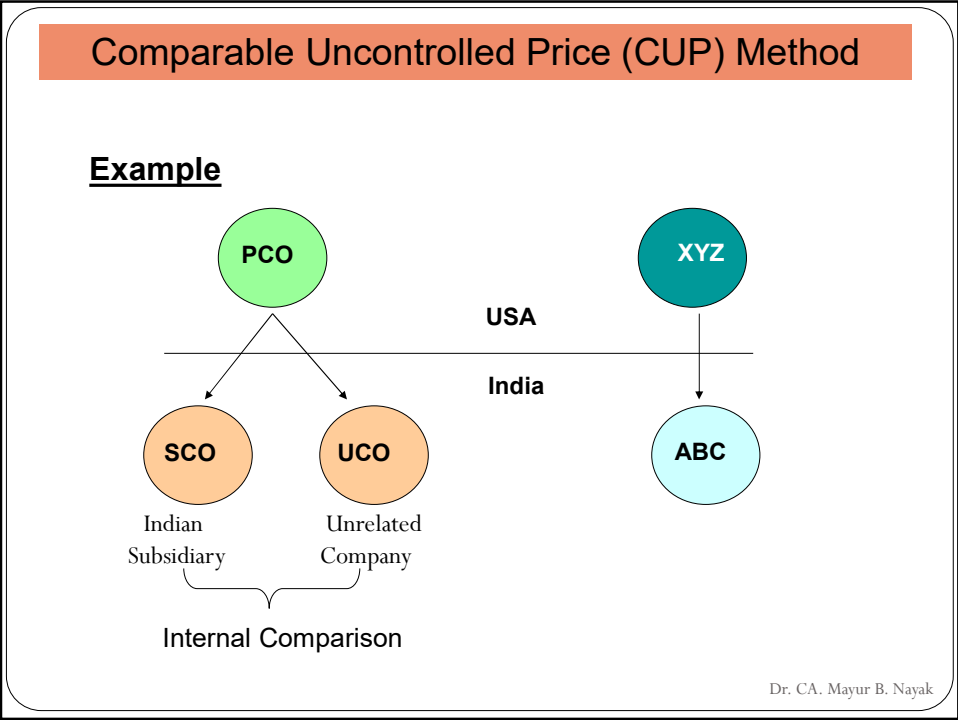 Comparable Uncontrolled Price (CUP) Method
Example
PCO
XYZ
USA
India
SCO
UCO
ABC
Indian
Subsidiary
Unrelated
Company
Internal Comparison
Dr. CA. Mayur B. Nayak